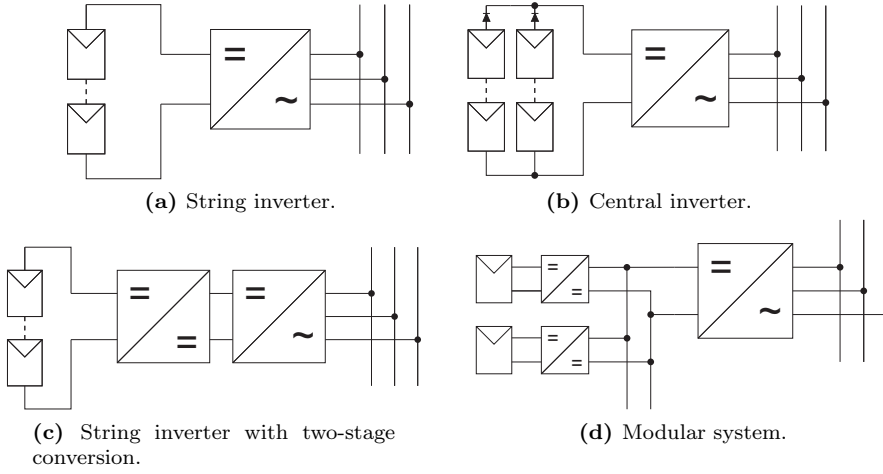 (a) String inverter.
(b) Central inverter.
(c) String inverter with two-stage
conversion.
(d) Modular system.